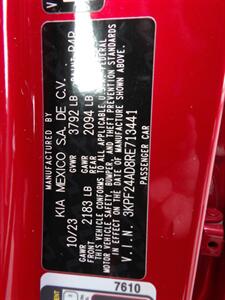 PAINT B4R
KIA MEXICO S.A. DE C.V.
10/23 GVWR 3792 LB
GAWR FRONT 2183 LB GAWR REAR 2094 LB
THIS VEHICLE CONFORMS TO ALL APPLICABLE FEDERAL
MOTOR VEHICLE SAFETY, BUMPER AND THEFT PREVENTION STANDARDS
IN EFFECT ON THE DATE OF MANUFACTURE SHOWN ABOVE.
V.I.N. 3KPF24AD8RE713441
PASSENGER CAR
7610